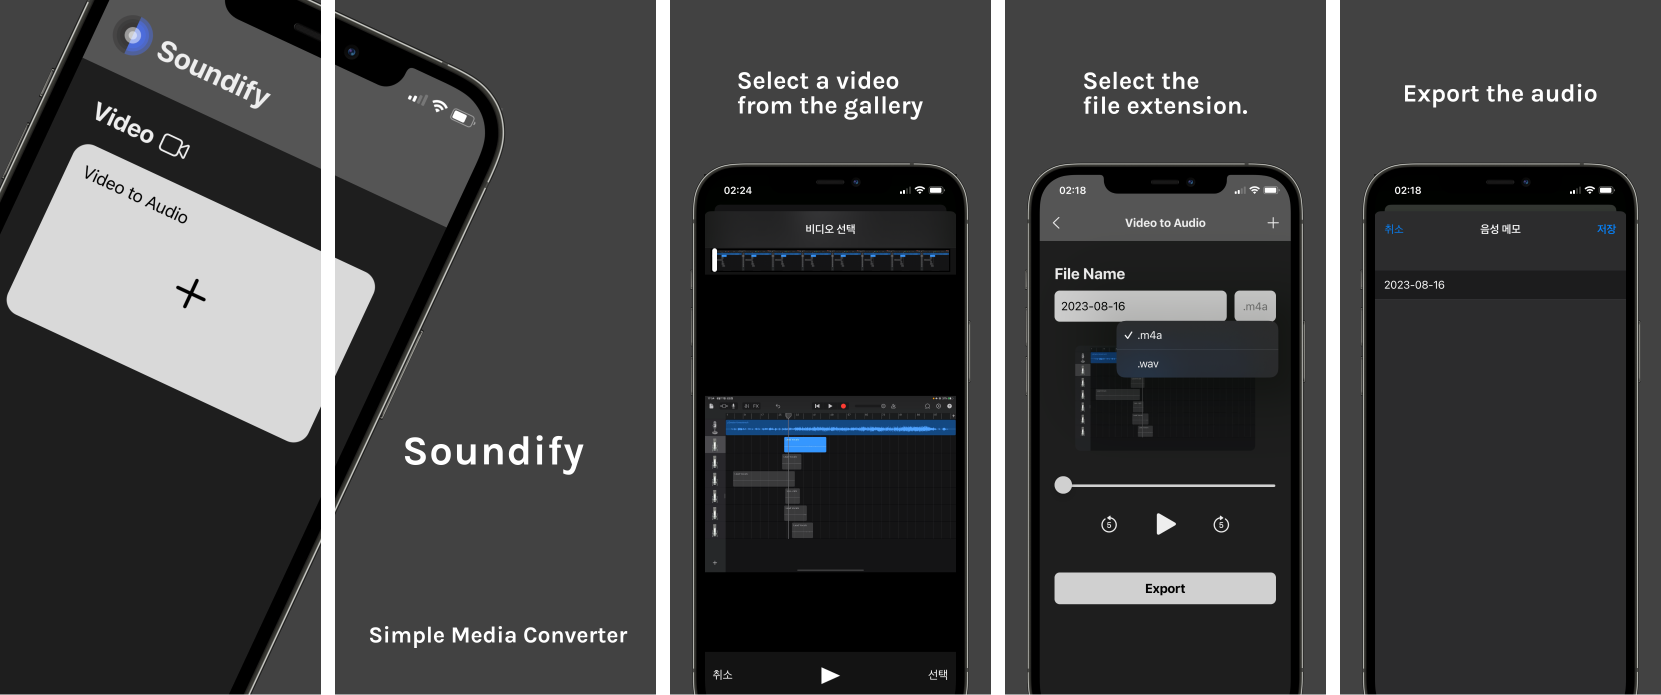 Soundify
Video
Video to Audio
Soundify
Simple Media Converter
Select a video
from the gallery
02:24
비디오 선택
취소
선택
Select the
file extension.
02:18
Video to Audio
File Name
2023-08-16
.m4a
.m4a
.wav
5
5
Export
Export the audio
02:18
취소
음성 메모
저장
2023-08-16